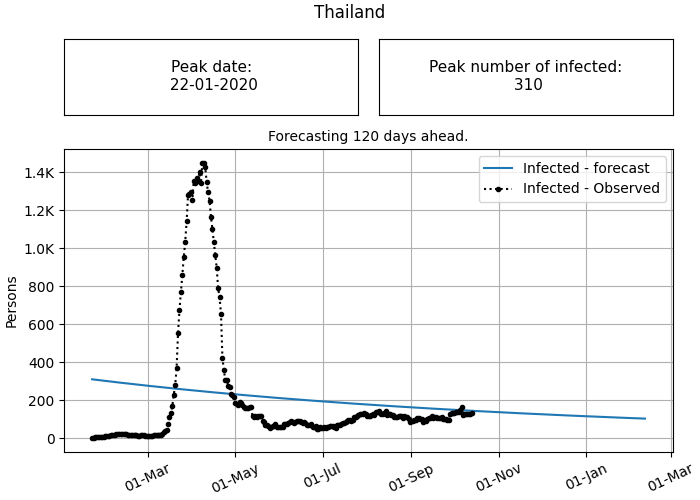 Thailand
Peak date:
22-01-2020
Peak number of infected:
310
Forecasting 120 days ahead.
Infected - forecast
Infected - Observed
Persons
1.4K
1.2K
1.0K
800
600
400
200
0
01-Mar
01-May
01-Jul
01-Sep
01-Nov
01-Jan
01-Mar